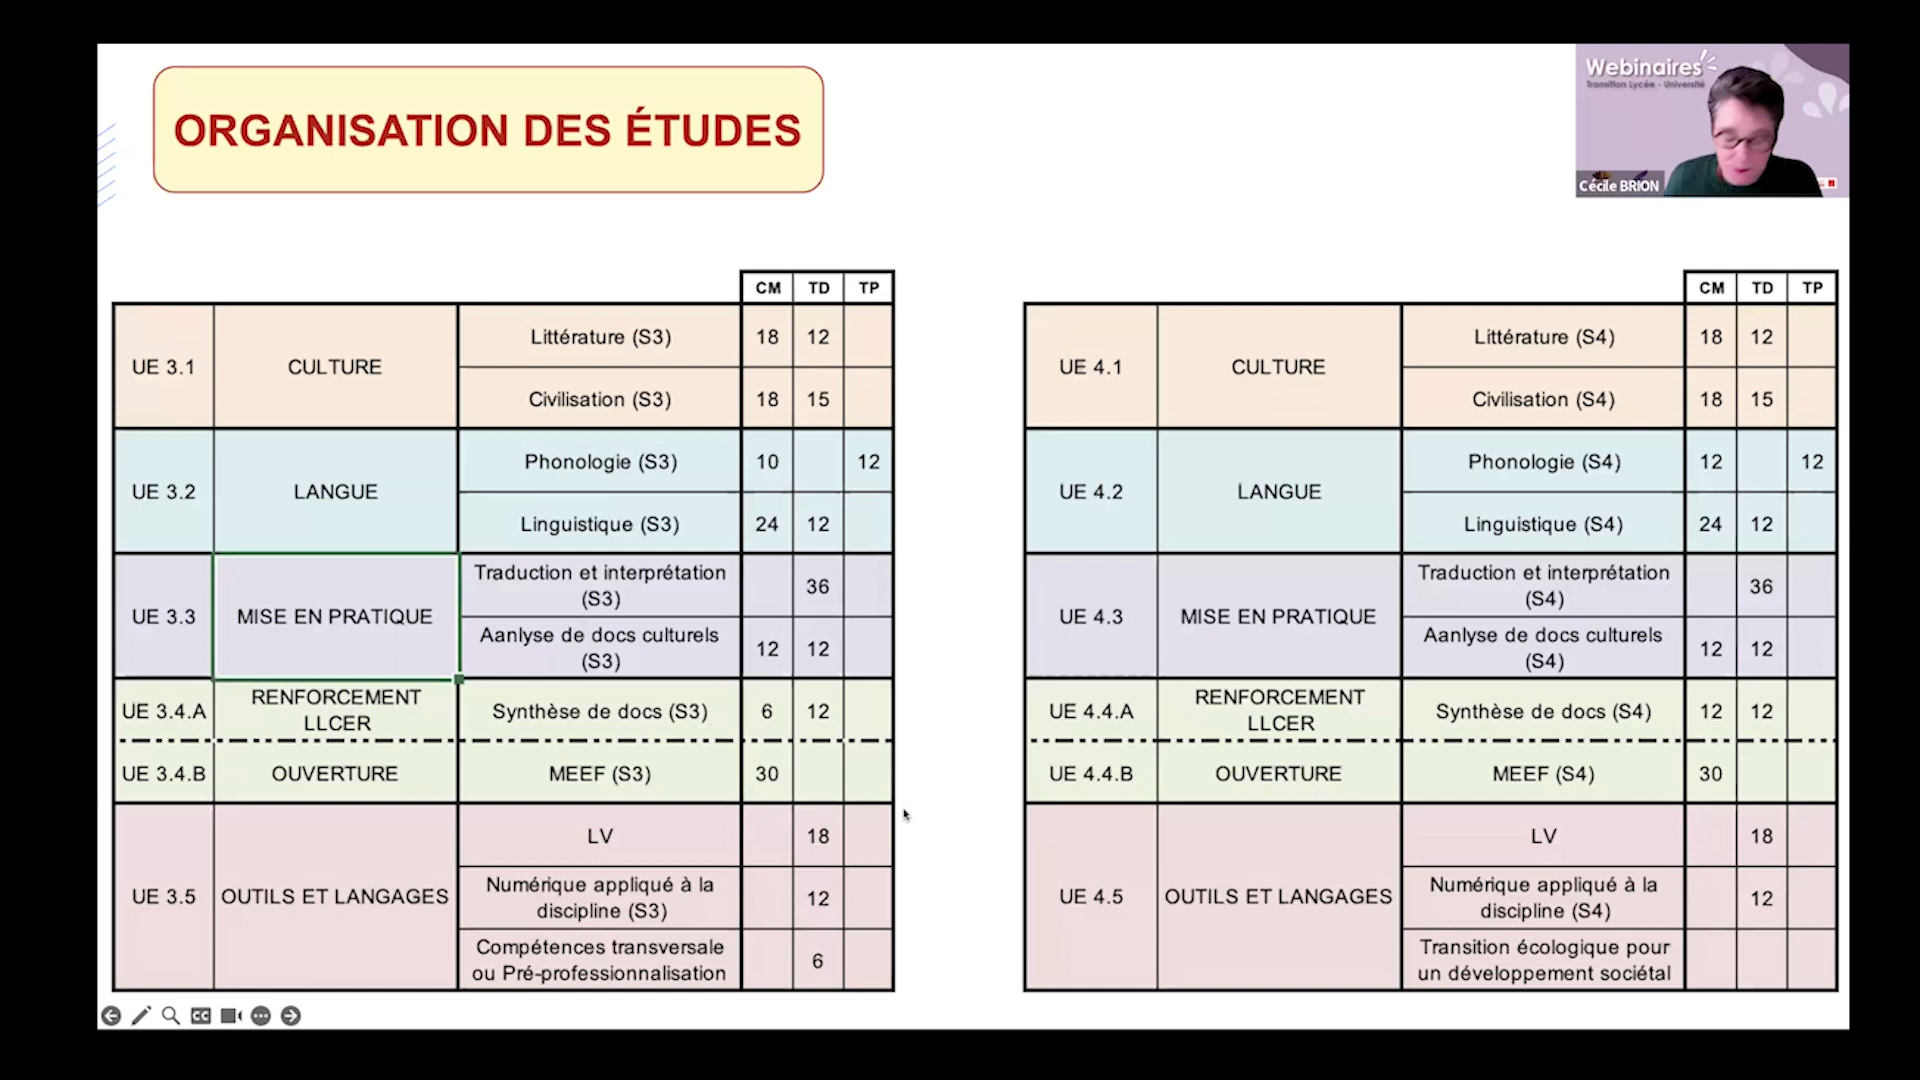 ORGANISATION DES ÉTUDES
Webinaires
Transition Lycée - Université
Cécile BRION
CM TD TP
UE 3.1 CULTURE Littérature (S3) 18 12
Civilisation (S3) 18 15
UE 3.2 LANGUE Phonologie (S3) 10 12
Linguistique (S3) 24 12
UE 3.3 MISE EN PRATIQUE Traduction et interprétation
(S3) 36
Aanlyse de docs culturels
(S3) 12 12
UE 3.4.A RENFORCEMENT
LLCER Synthèse de docs (S3) 6 12
UE 3.4.B OUVERTURE MEEF (S3) 30
UE 3.5 OUTILS ET LANGAGES LV 18
Numérique appliqué à la
discipline (S3) 12
Compétences transversale
ou Pré-professionnalisation 6
CM TD TP
UE 4.1 CULTURE Littérature (S4) 18 12
Civilisation (S4) 18 15
UE 4.2 LANGUE Phonologie (S4) 12 12
Linguistique (S4) 24 12
UE 4.3 MISE EN PRATIQUE Traduction et interprétation
(S4) 36
Aanlyse de docs culturels
(S4) 12 12
UE 4.4.A RENFORCEMENT
LLCER Synthèse de docs (S4) 12 12
UE 4.4.B OUVERTURE MEEF (S4) 30
UE 4.5 OUTILS ET LANGAGES LV 18
Numérique appliqué à la
discipline (S4) 12
Transition écologique pour
un développement sociétal
CC